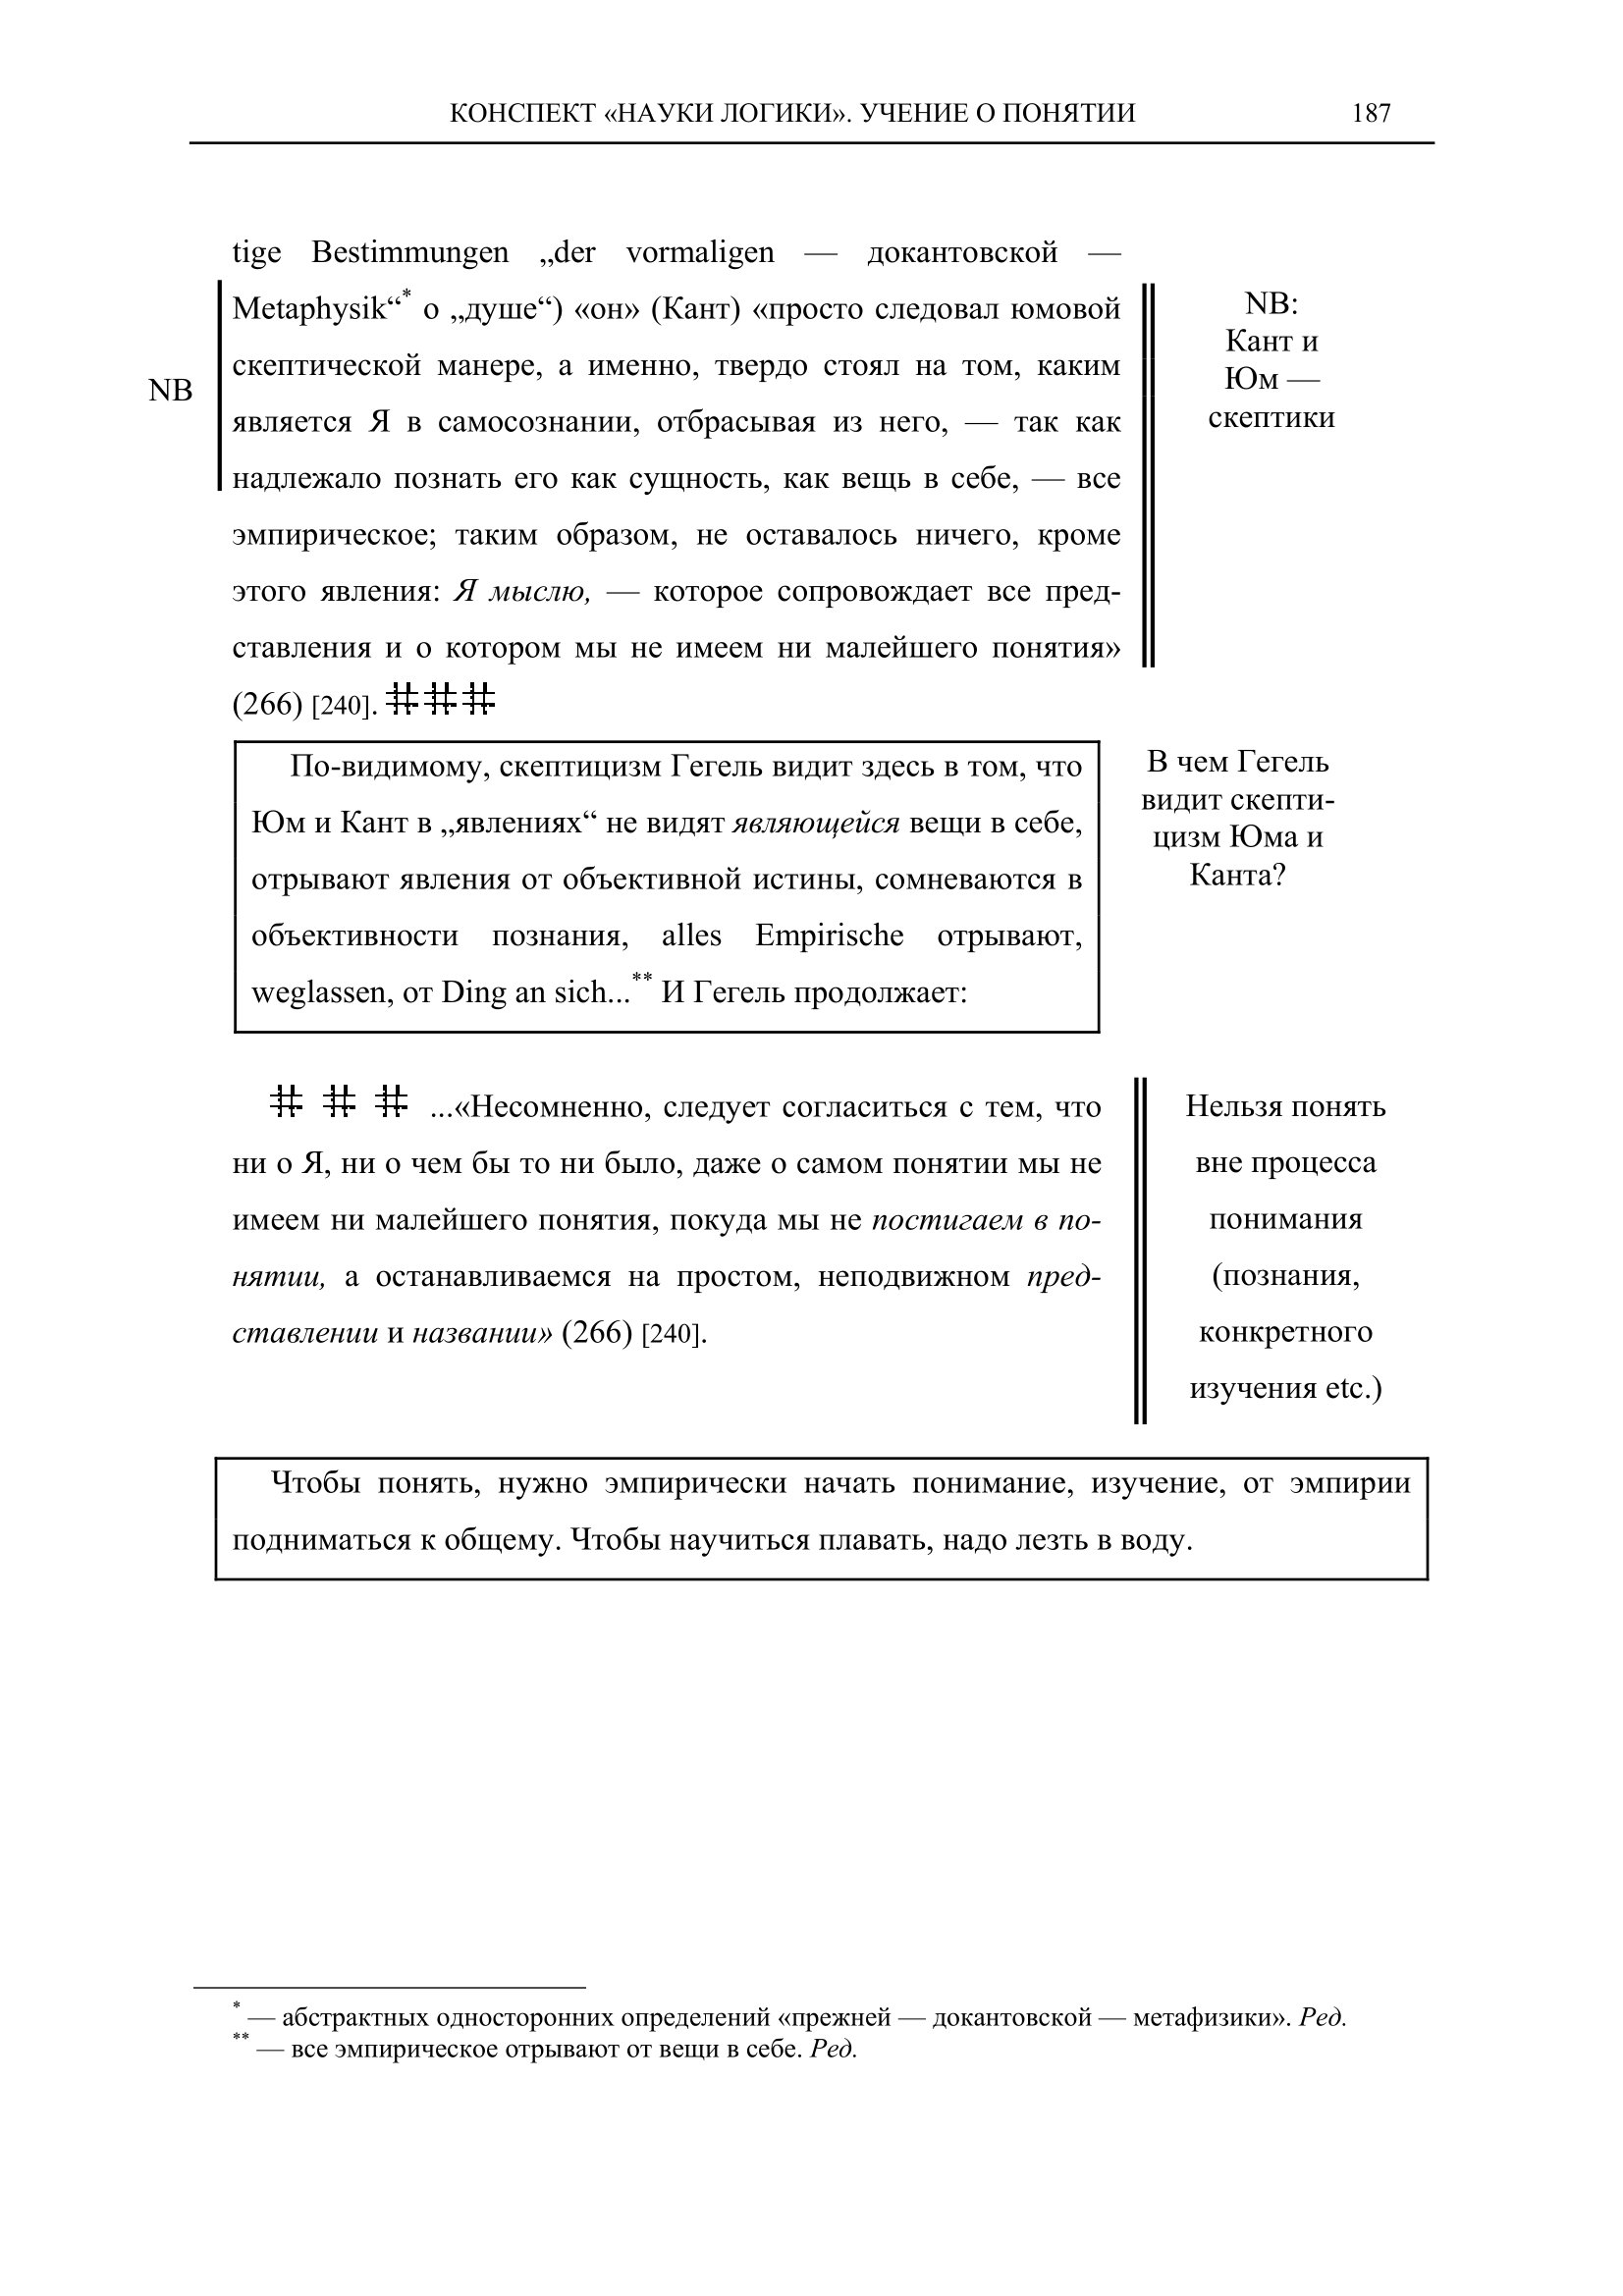 КОНСПЕКТ «НАУКИ ЛОГИКИ». УЧЕНИЕ О ПОНЯТИИ 187
tige Bestimmungen „der vormaligen — докантовской —
Metaphysik“* о „душе“) «он» (Кант) «просто следовал юмовой
скептической манере, а именно, твердо стоял на том, каким
является Я в самосознании, отбрасывая из него, — так как
надлежало познать его как сущность, как вещь в себе, — все
эмпирическое; таким образом, не оставалось ничего, кроме
этого явления: Я мыслю, — которое сопровождает все пред-
ставления и о котором мы не имеем ни малейшего понятия»
(266) [240]. # # #
NB
NB:
Кант и
Юм —
скептики
По-видимому, скептицизм Гегель видит здесь в том, что
Юм и Кант в „явлениях“ не видят являющейся вещи в себе,
отрывают явления от объективной истины, сомневаются в
объективности познания, alles Empirische отрывают,
weglassen, от Ding an sich...** И Гегель продолжает:
В чем Гегель
видит скепти-
цизм Юма и
Канта?
# # # ...«Несомненно, следует согласиться с тем, что
ни о Я, ни о чем бы то ни было, даже о самом понятии мы не
имеем ни малейшего понятия, покуда мы не постигаем в по-
нятии, а останавливаемся на простом, неподвижном пред-
ставлении и названии» (266) [240].
Нельзя понять
вне процесса
понимания
(познания,
конкретного
изучения etc.)
Чтобы понять, нужно эмпирически начать понимание, изучение, от эмпирии
подниматься к общему. Чтобы научиться плавать, надо лезть в воду.
* — абстрактных односторонних определений «прежней — докантовской — метафизики». Ред.
** — все эмпирическое отрывают от вещи в себе. Ред.